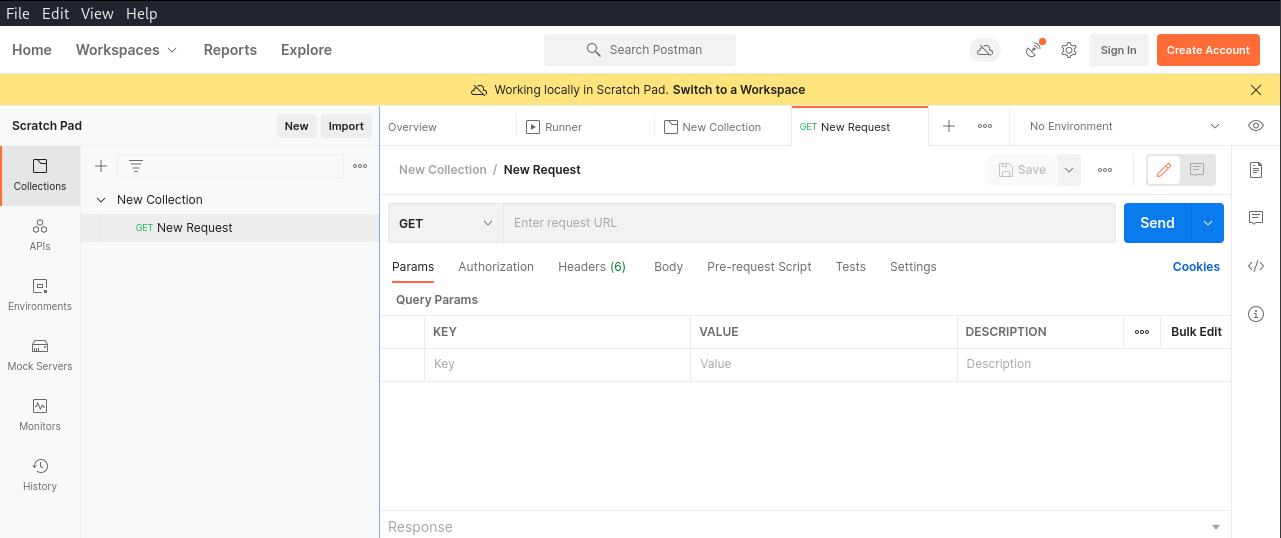 File Edit View Help
Home Workspaces Reports Explore Search Postman Sign In Create Account
Working locally in Scratch Pad. Switch to a Workspace
Scratch Pad New Import Overview Runner New Collection GET New Request No Environment
Collections
New Collection / New Request Save
New Collection
GET New Request
GET Enter request URL Send
APIs
Params Authorization Headers (6) Body Pre-request Script Tests Settings Cookies
Environments
Query Params
KEY VALUE DESCRIPTION Bulk Edit
Key Value Description
Mock Servers
Monitors
History
Response